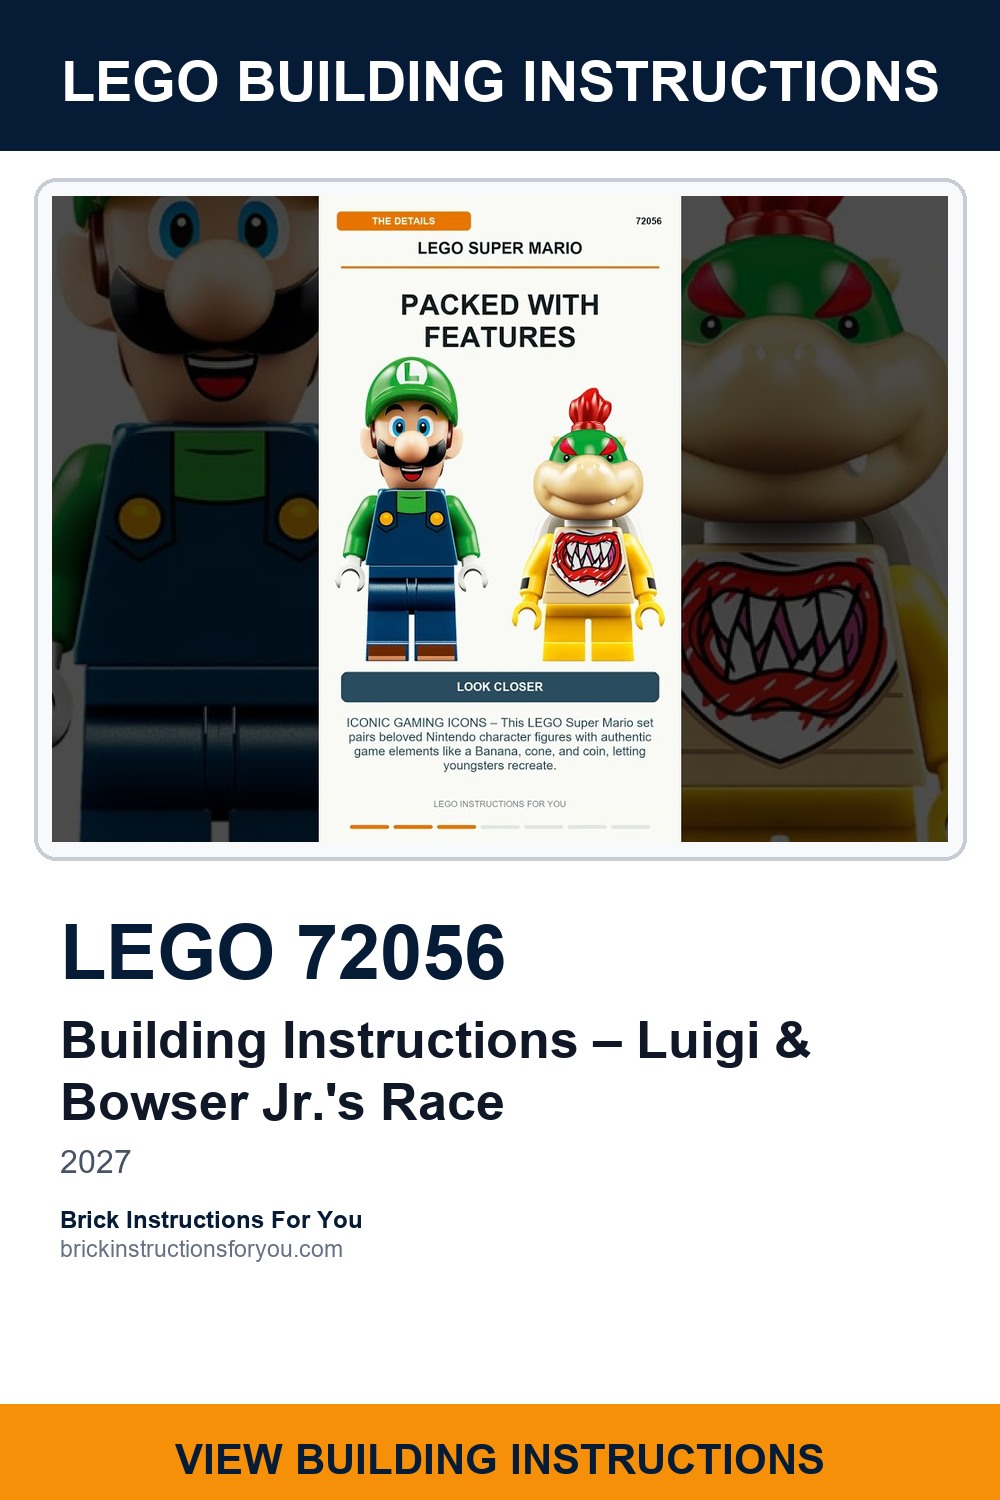 LEGO BUILDING INSTRUCTIONS
THE DETAILS
72056
LEGO SUPER MARIO
PACKED WITH
FEATURES
L
LOOK CLOSER
ICONIC GAMING ICONS – This LEGO Super Mario set
pairs beloved Nintendo character figures with authentic
game elements like a Banana, cone, and coin, letting
youngsters recreate.
LEGO INSTRUCTIONS FOR YOU
LEGO 72056
Building Instructions – Luigi &
Bowser Jr.'s Race
2027
Brick Instructions For You
brickinstructionsforyou.com
VIEW BUILDING INSTRUCTIONS